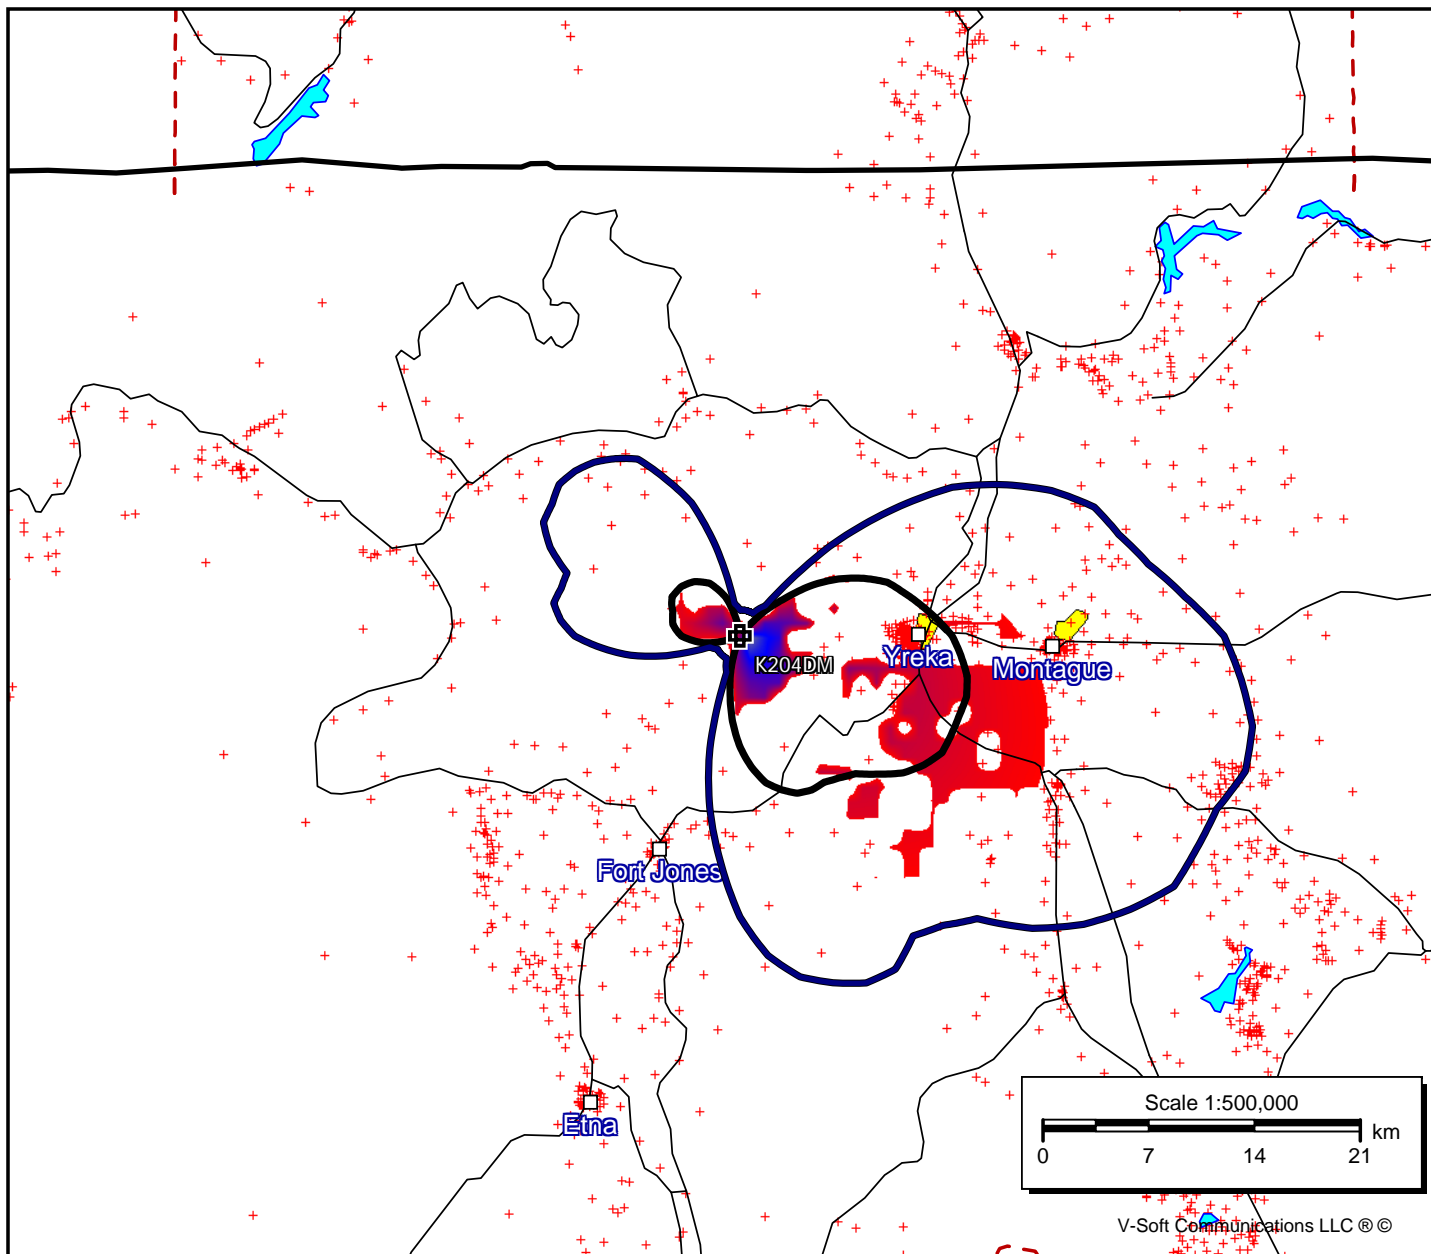 K204DM
Yreka
Montague
Fort Jones
Etna
Scale 1:500,000
km
0 7 14 21
V-Soft Communications LLC ® ©